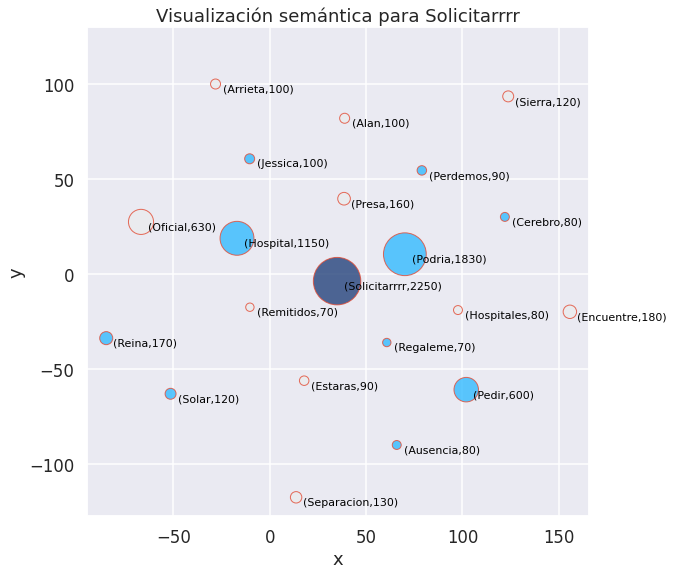 Visualización semántica para Solicitarrrr
100
50
0
−50
−100
y
(Arrieta,100)
(Sierra,120)
(Alan,100)
(Jessica,100)
(Perdemos,90)
(Presa,160)
(Oficial,630)
(Cerebro,80)
(Hospital,1150)
(Podria,1830)
(Solicitarrrr,2250)
(Remitidos,70)
(Hospitales,80)
(Encuentre,180)
(Reina,170)
(Regaleme,70)
(Estaras,90)
(Solar,120)
(Pedir,600)
(Ausencia,80)
(Separacion,130)
−50
0
50
100
150
x